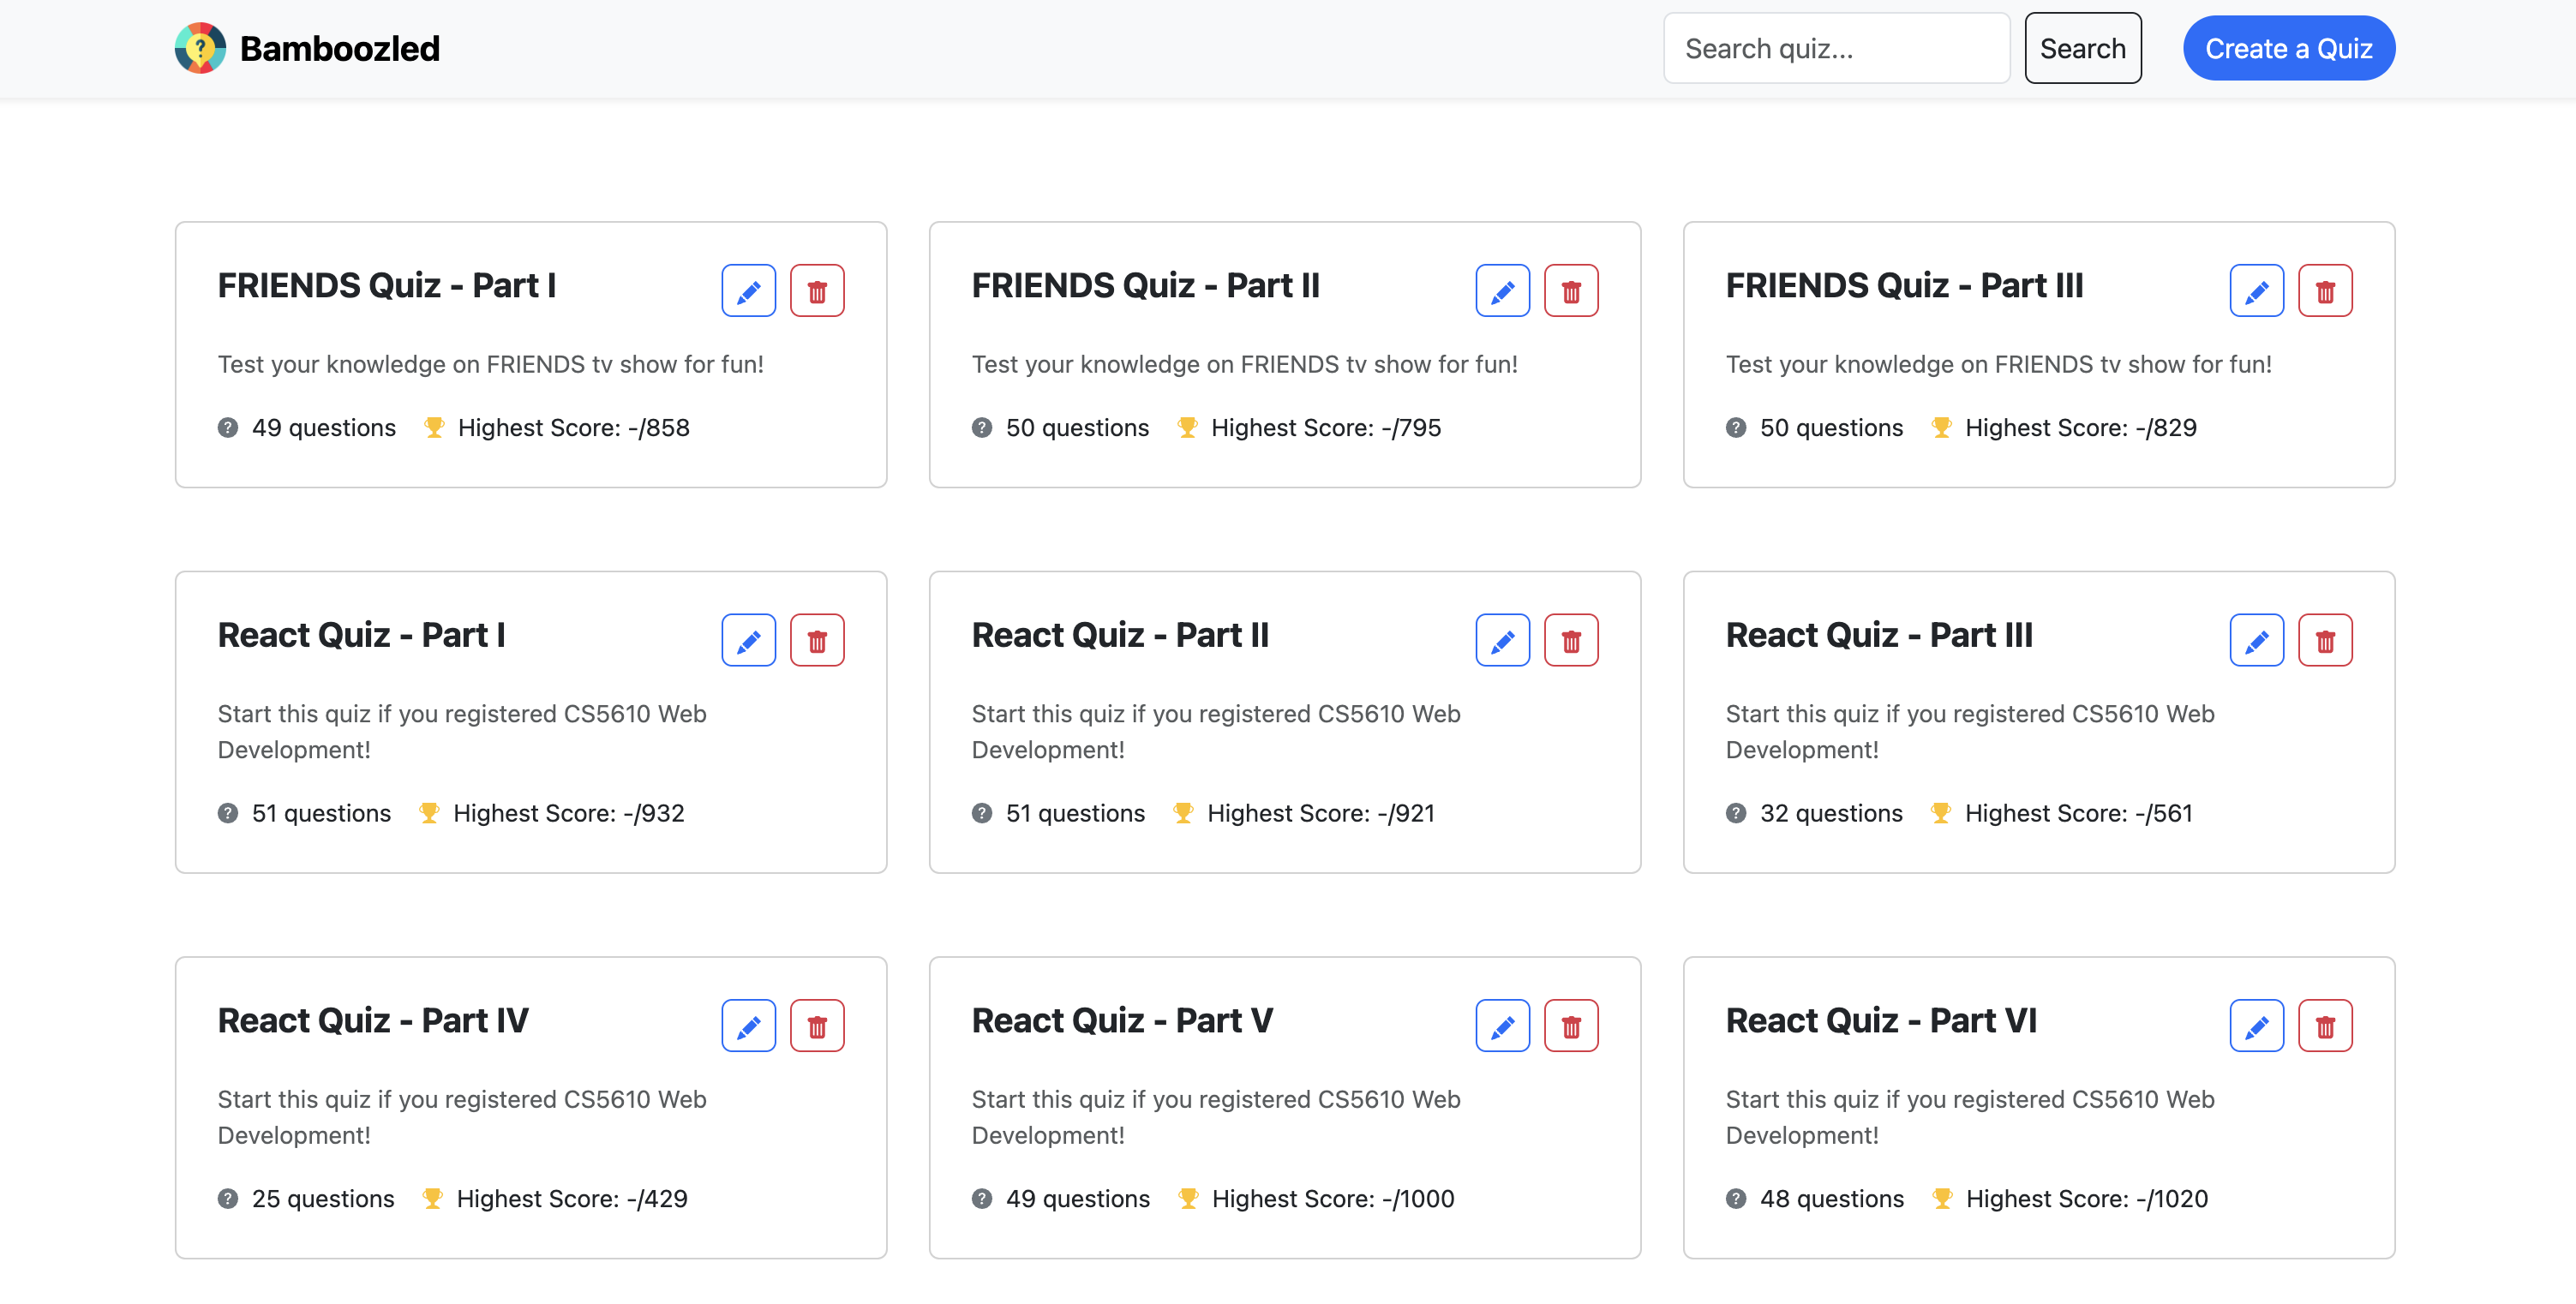 Bamboozled
Search quiz...
Search
Create a Quiz
FRIENDS Quiz - Part I
Test your knowledge on FRIENDS tv show for fun!
49 questions
Highest Score: -/858
FRIENDS Quiz - Part II
Test your knowledge on FRIENDS tv show for fun!
50 questions
Highest Score: -/795
FRIENDS Quiz - Part III
Test your knowledge on FRIENDS tv show for fun!
50 questions
Highest Score: -/829
React Quiz - Part I
Start this quiz if you registered CS5610 Web
Development!
51 questions
Highest Score: -/932
React Quiz - Part II
Start this quiz if you registered CS5610 Web
Development!
51 questions
Highest Score: -/921
React Quiz - Part III
Start this quiz if you registered CS5610 Web
Development!
32 questions
Highest Score: -/561
React Quiz - Part IV
Start this quiz if you registered CS5610 Web
Development!
25 questions
Highest Score: -/429
React Quiz - Part V
Start this quiz if you registered CS5610 Web
Development!
49 questions
Highest Score: -/1000
React Quiz - Part VI
Start this quiz if you registered CS5610 Web
Development!
48 questions
Highest Score: -/1020